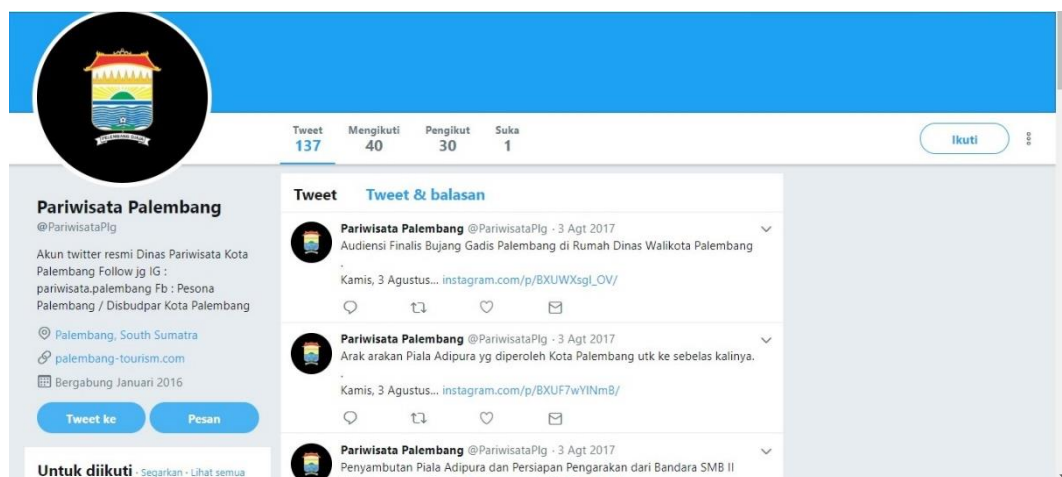 Tweet Mengikuti Pengikut Suka
137 40 30 1
Ikuti
Pariwisata Palembang
@PariwisataPlg
Akun twitter resmi Dinas Pariwisata Kota
Palembang Follow jg IG :
pariwisata.palembang Fb : Pesona
Palembang / Disbudpar Kota Palembang
Palembang, South Sumatra
palembang-tourism.com
Bergabung Januari 2016
Tweet ke Pesan
Untuk diikuti · Segarkan · Lihat semua
Tweet Tweet & balasan
Pariwisata Palembang @PariwisataPlg · 3 Agt 2017
Audiensi Finalis Bujang Gadis Palembang di Rumah Dinas Walikota Palembang
.
Kamis, 3 Agustus... instagram.com/p/BXUWXsgl_OV/
Pariwisata Palembang @PariwisataPlg · 3 Agt 2017
Arak arakan Piala Adipura yg diperoleh Kota Palembang utk ke sebelas kalinya.
.
Kamis, 3 Agustus... instagram.com/p/BXUF7wYlNm8/
Pariwisata Palembang @PariwisataPlg · 3 Agt 2017
Penyambutan Piala Adipura dan Persiapan Pengarakan dari Bandara SMB II